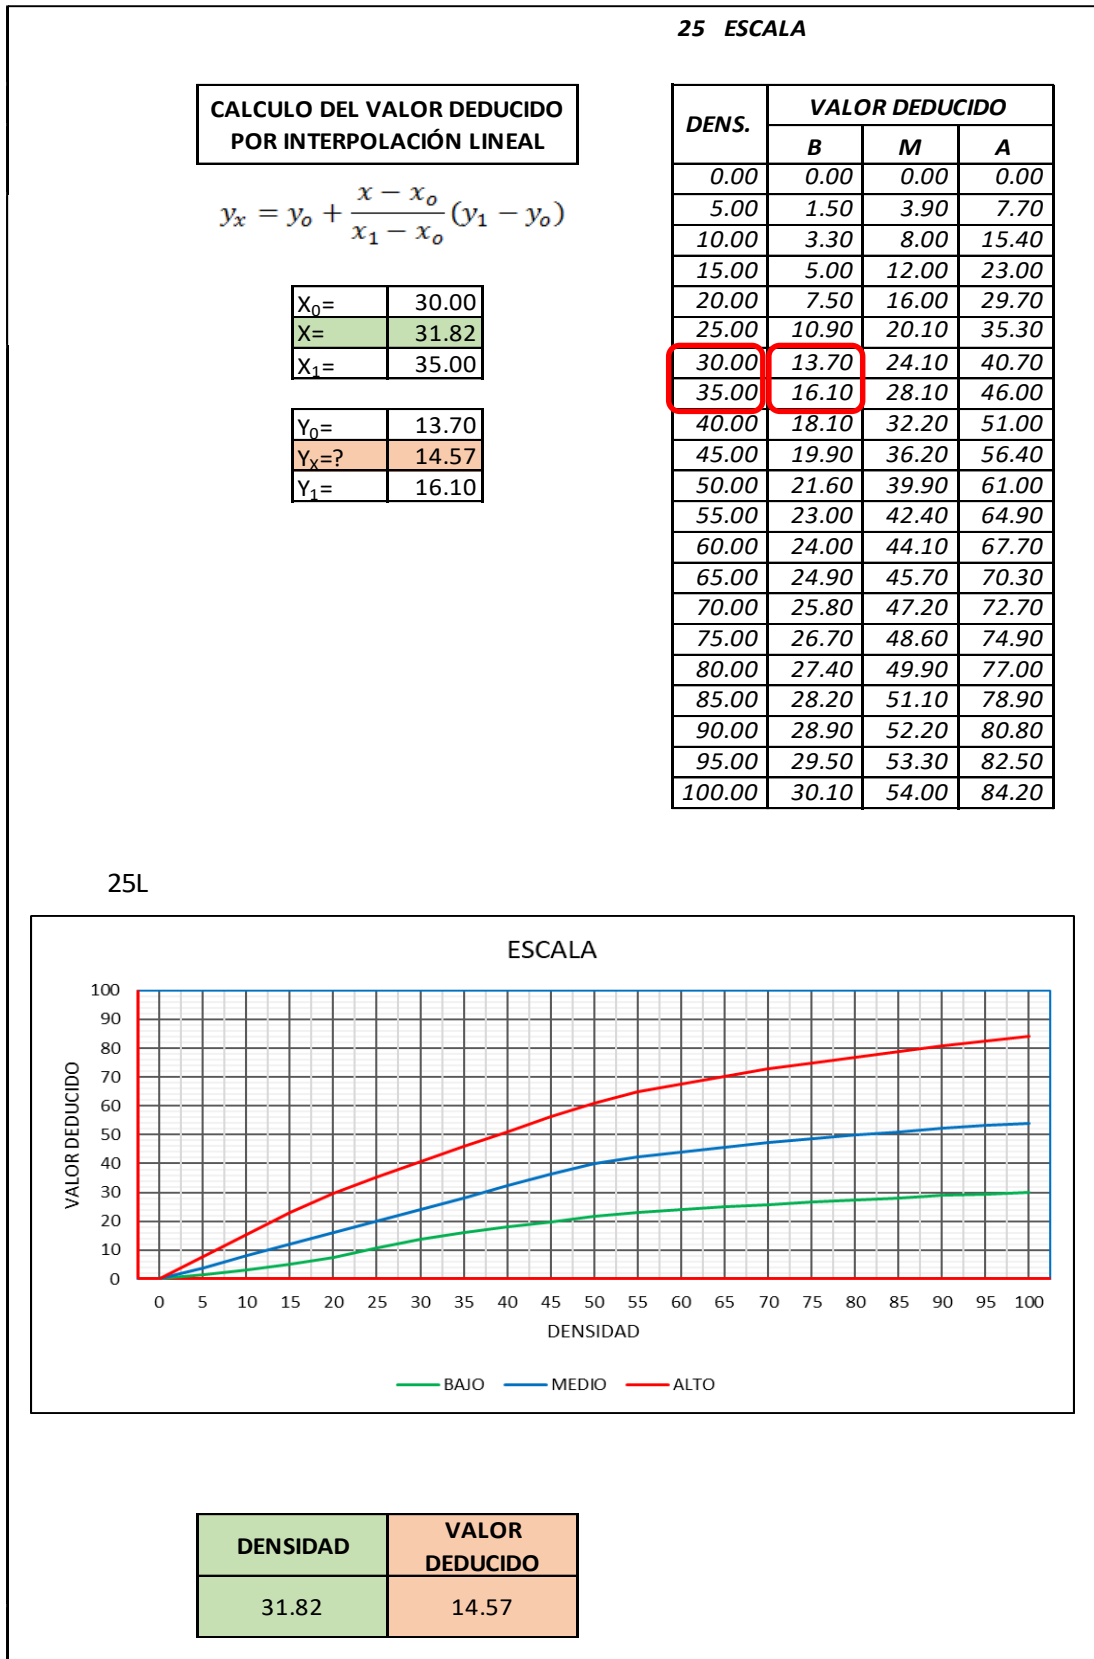 25 ESCALA
CALCULO DEL VALOR DEDUCIDO
POR INTERPOLACIÓN LINEAL
y_x = y_o + \frac{x - x_o}{x_1 - x_o} (y_1 - y_o)
X₀= 30.00
X= 31.82
X₁= 35.00
Y₀= 13.70
Yₓ=? 14.57
Y₁= 16.10
DENS. VALOR DEDUCIDO
B M A
0.00 0.00 0.00 0.00
5.00 1.50 3.90 7.70
10.00 3.30 8.00 15.40
15.00 5.00 12.00 23.00
20.00 7.50 16.00 29.70
25.00 10.90 20.10 35.30
30.00 13.70 24.10 40.70
35.00 16.10 28.10 46.00
40.00 18.10 32.20 51.00
45.00 19.90 36.20 56.40
50.00 21.60 39.90 61.00
55.00 23.00 42.40 64.90
60.00 24.00 44.10 67.70
65.00 24.90 45.70 70.30
70.00 25.80 47.20 72.70
75.00 26.70 48.60 74.90
80.00 27.40 49.90 77.00
85.00 28.20 51.10 78.90
90.00 28.90 52.20 80.80
95.00 29.50 53.30 82.50
100.00 30.10 54.00 84.20
25L
ESCALA
VALOR DEDUCIDO
100
90
80
70
60
50
40
30
20
10
0
0 5 10 15 20 25 30 35 40 45 50 55 60 65 70 75 80 85 90 95 100
DENSIDAD
BAJO MEDIO ALTO
DENSIDAD VALOR DEDUCIDO
31.82 14.57